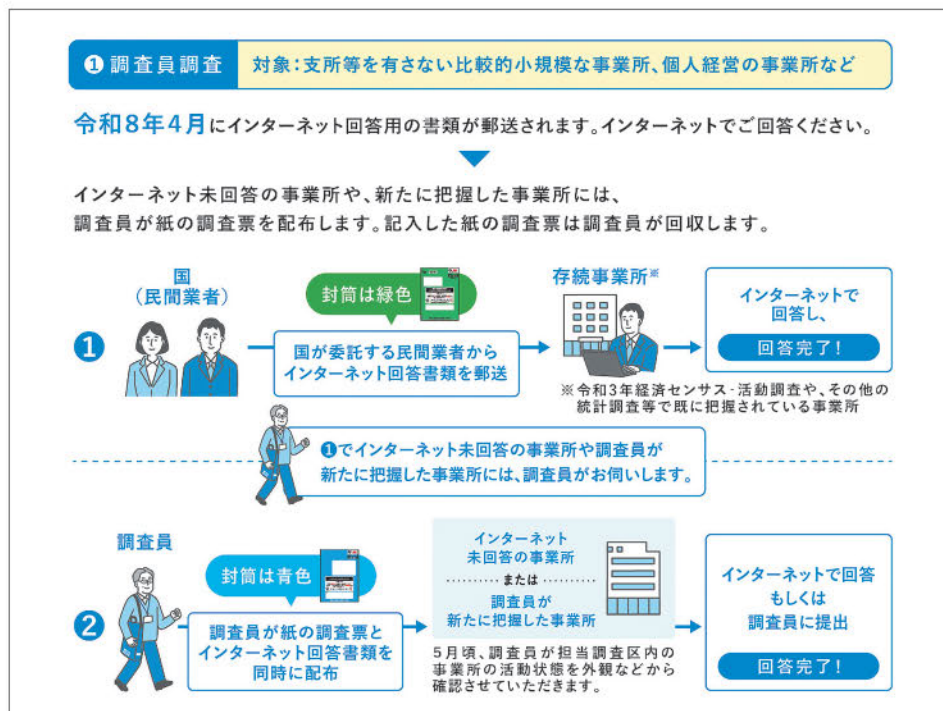 ❶調査員調査 対象：支所等を有さない比較的小規模な事業所、個人経営の事業所など
令和8年4月にインターネット回答用の書類が郵送されます。インターネットでご回答ください。
インターネット未回答の事業所や、新たに把握した事業所には、
調査員が紙の調査票を配布します。記入した紙の調査票は調査員が回収します。
❶
国
（民間業者）
封筒は緑色
国が委託する民間業者から
インターネット回答書類を郵送
存続事業所※
インターネットで
回答し、
回答完了！
※令和3年経済センサス‐活動調査や、その他の
統計調査等で既に把握されている事業所
❶でインターネット未回答の事業所や調査員が
新たに把握した事業所には、調査員がお伺いします。
❷
調査員
封筒は青色
調査員が紙の調査票と
インターネット回答書類を
同時に配布
インターネット
未回答の事業所
または
調査員が
新たに把握した事業所
5月頃、調査員が担当調査区内の
事業所の活動状態を外観などから
確認させていただきます。
インターネットで回答
もしくは
調査員に提出
回答完了！